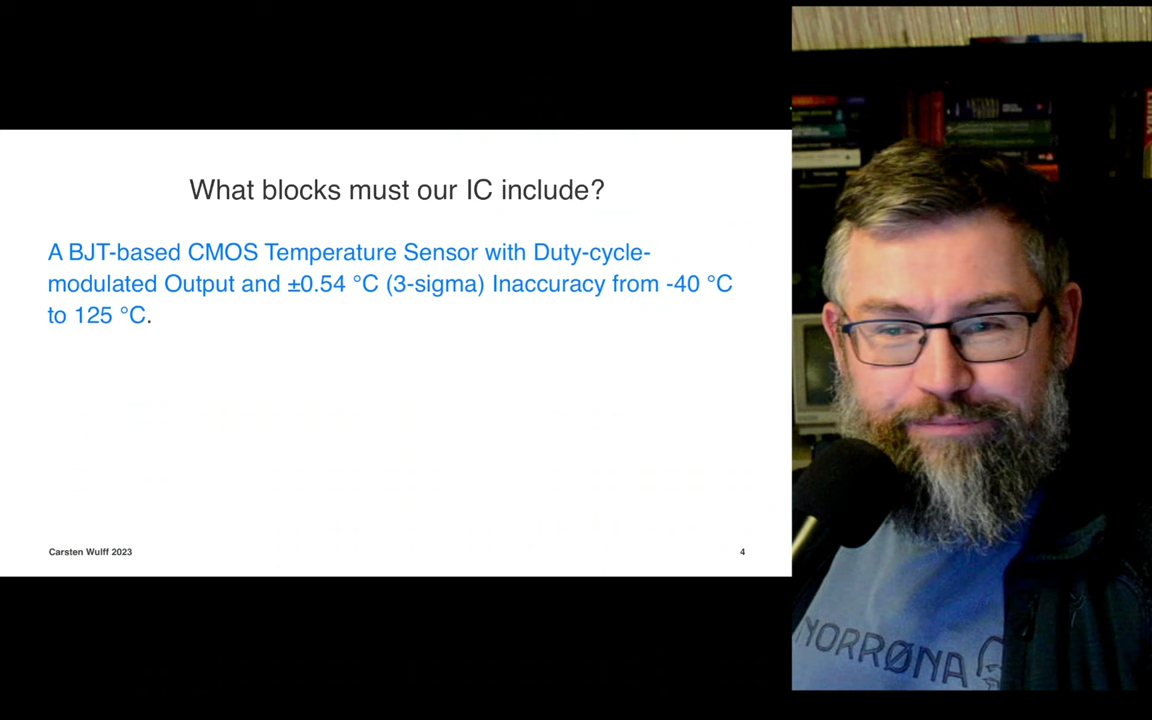 What blocks must our IC include?
A BJT-based CMOS Temperature Sensor with Duty-cycle-
modulated Output and ±0.54 °C (3-sigma) Inaccuracy from -40 °C
to 125 °C.
Carsten Wulff 2023
4
NORRØNA